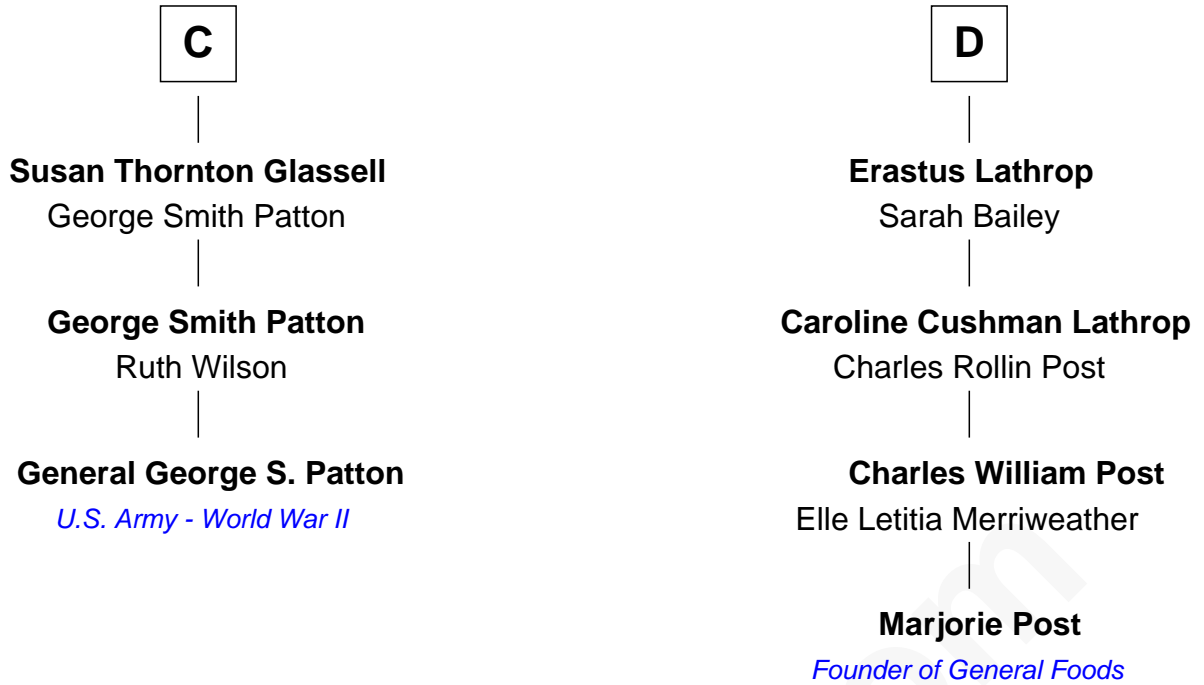 C
Susan Thornton Glassell
George Smith Patton
George Smith Patton
Ruth Wilson
General George S. Patton
U.S. Army - World War II
D
Erastus Lathrop
Sarah Bailey
Caroline Cushman Lathrop
Charles Rollin Post
Charles William Post
Elle Letitia Merriweather
Marjorie Post
Founder of General Foods